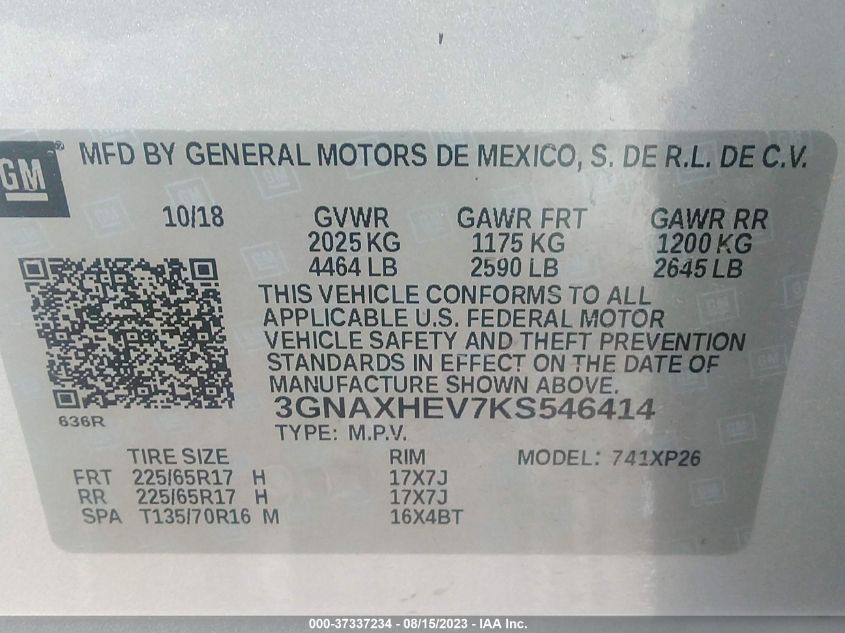 GM ® MFD BY GENERAL MOTORS DE MEXICO, S. DE R.L. DE C.V.
10/18 GVWR GAWR FRT GAWR RR
2025 KG 1175 KG 1200 KG
4464 LB 2590 LB 2645 LB
THIS VEHICLE CONFORMS TO ALL
APPLICABLE U.S. FEDERAL MOTOR
VEHICLE SAFETY AND THEFT PREVENTION
STANDARDS IN EFFECT ON THE DATE OF
MANUFACTURE SHOWN ABOVE.
3GNAXHEV7KS546414
636R
TYPE: M.P.V.
TIRE SIZE RIM MODEL: 741XP26
FRT 225/65R17 H 17X7J
RR 225/65R17 H 17X7J
SPA T135/70R16 M 16X4BT
000-37337234 - 08/15/2023 - IAA Inc.